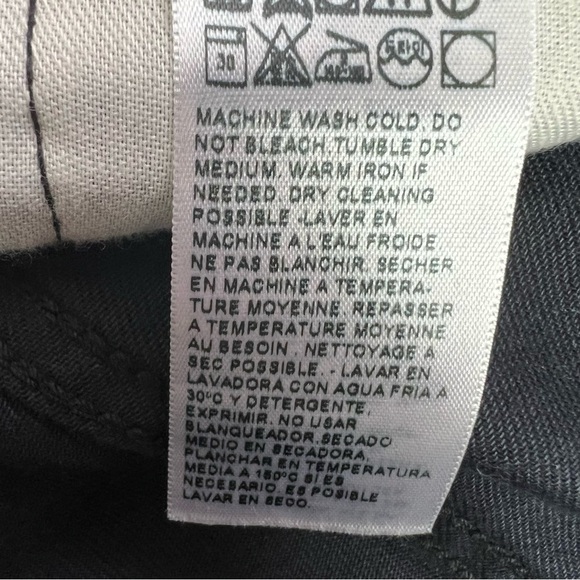 30
MACHINE WASH COLD. DO
NOT BLEACH.TUMBLE DRY
MEDIUM. WARM IRON IF
NEEDED. DRY CLEANING
POSSIBLE -LAVER EN
MACHINE A L'EAU FROIDE.
NE PAS BLANCHIR. SECHER
EN MACHINE A TEMPERA-
TURE MOYENNE. REPASSER
A TEMPERATURE MOYENNE
AU BESOIN . NETTOYAGE A
SEC POSSIBLE. - LAVAR EN
LAVADORA CON AGUA FRIA A
30ºC Y DETERGENTE.
EXPRIMIR. NO USAR
BLANQUEADOR.SECADO
MEDIO EN SECADORA.
PLANCHAR EN TEMPERATURA
MEDIA A 150ºC SI ES
NECESARIO. ES POSIBLE
LAVAR EN SECO.